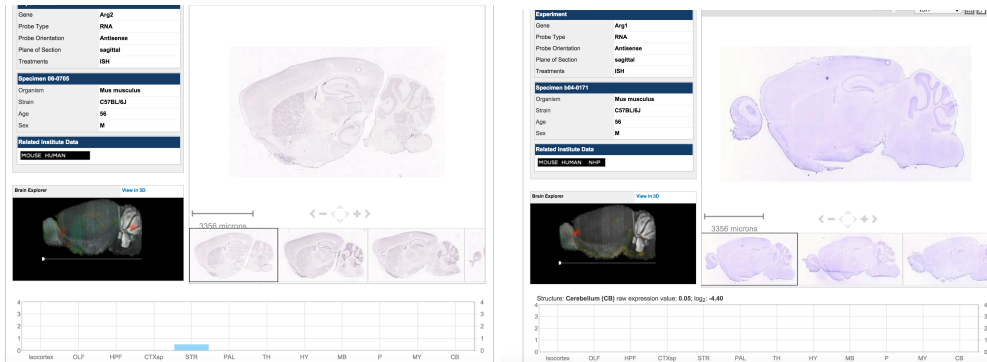 Gene Arg2
Probe Type RNA
Probe Orientation Antisense
Plane of Section sagittal
Treatments ISH
Specimen 06-0705
Organism Mus musculus
Strain C57BL/6J
Age 56
Sex M
Related Institute Data
MOUSE HUMAN
Brain Explorer View in 3D
3356 microns
4 4
3 3
2 2
1 1
0 0
Isocortex OLF HPF CTXsp STR PAL TH HY MB P MY CB
Experiment
Gene Arg1
Probe Type RNA
Probe Orientation Antisense
Plane of Section sagittal
Treatments ISH
Specimen b04-0171
Organism Mus musculus
Strain C57BL/6J
Age 56
Sex M
Related Institute Data
MOUSE HUMAN NHP
Brain Explorer View in 3D
3356 microns
Structure: Cerebellum (CB) raw expression value: 0.05; log2: -4.40
4 4
3 3
2 2
1 1
0 0
Isocortex OLF HPF CTXsp STR PAL TH HY MB P MY CB